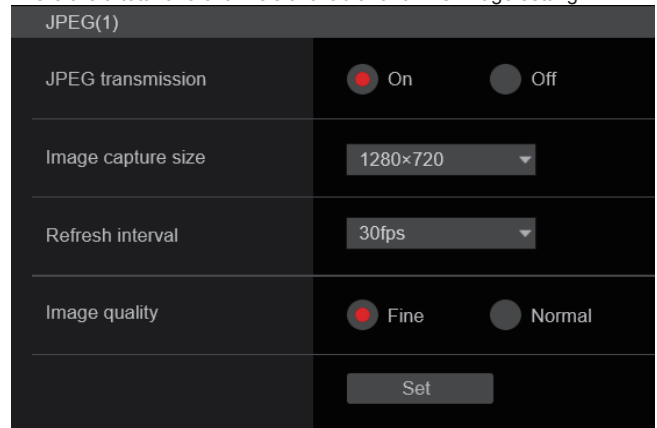 JPEG(1)
JPEG transmission On Off
Image capture size 1280×720
Refresh interval 30fps
Image quality Fine Normal
Set